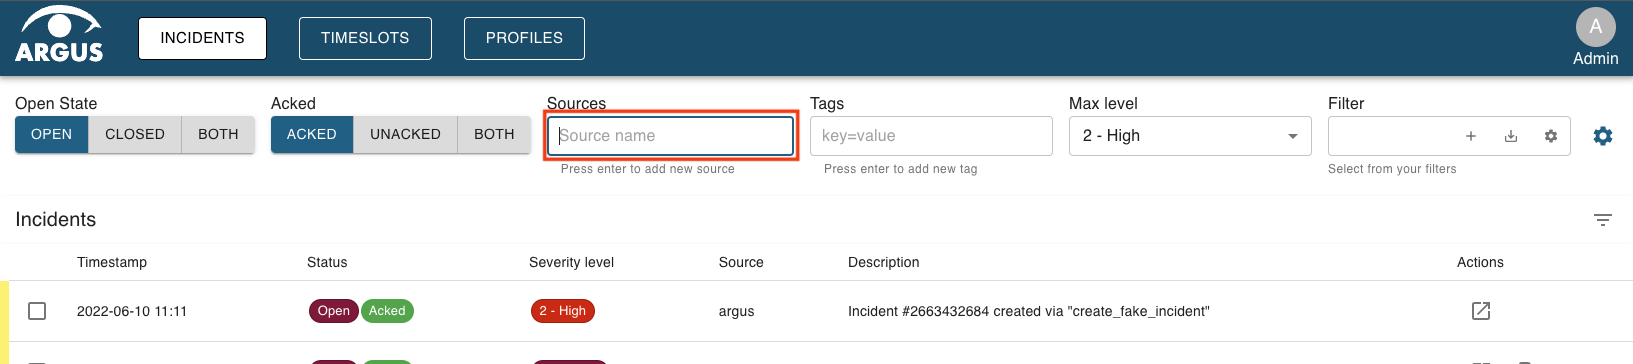 ARGUS
INCIDENTS TIMESLOTS PROFILES
A
Admin
Open State Acked Sources Tags Max level Filter
OPEN CLOSED BOTH ACKED UNACKED BOTH Source name key=value 2 - High
Press enter to add new source Press enter to add new tag Select from your filters
Incidents
Timestamp Status Severity level Source Description Actions
2022-06-10 11:11 Open Acked 2 - High argus Incident #2663432684 created via "create_fake_incident"